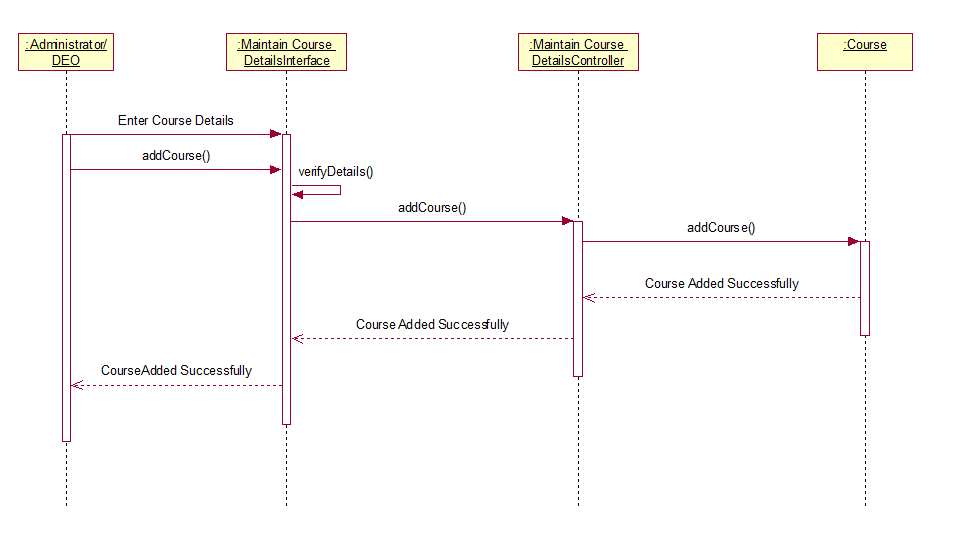 :Administrator/
DEO
:Maintain Course
DetailsInterface
:Maintain Course
DetailsController
:Course
Enter Course Details
addCourse()
verifyDetails()
addCourse()
addCourse()
Course Added Successfully
Course Added Successfully
CourseAdded Successfully